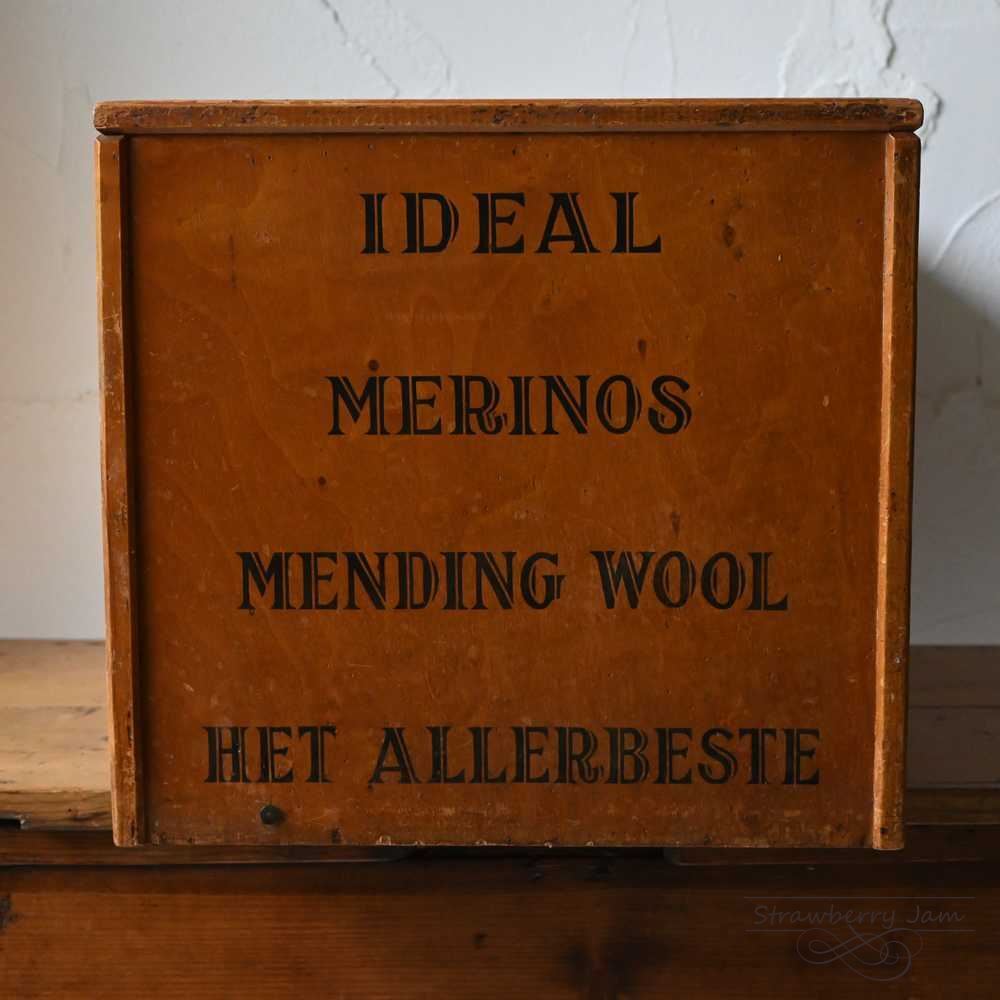 IDEAL
MERINOS
MENDING WOOL
HET ALLERBESTE
Strawberry Jam